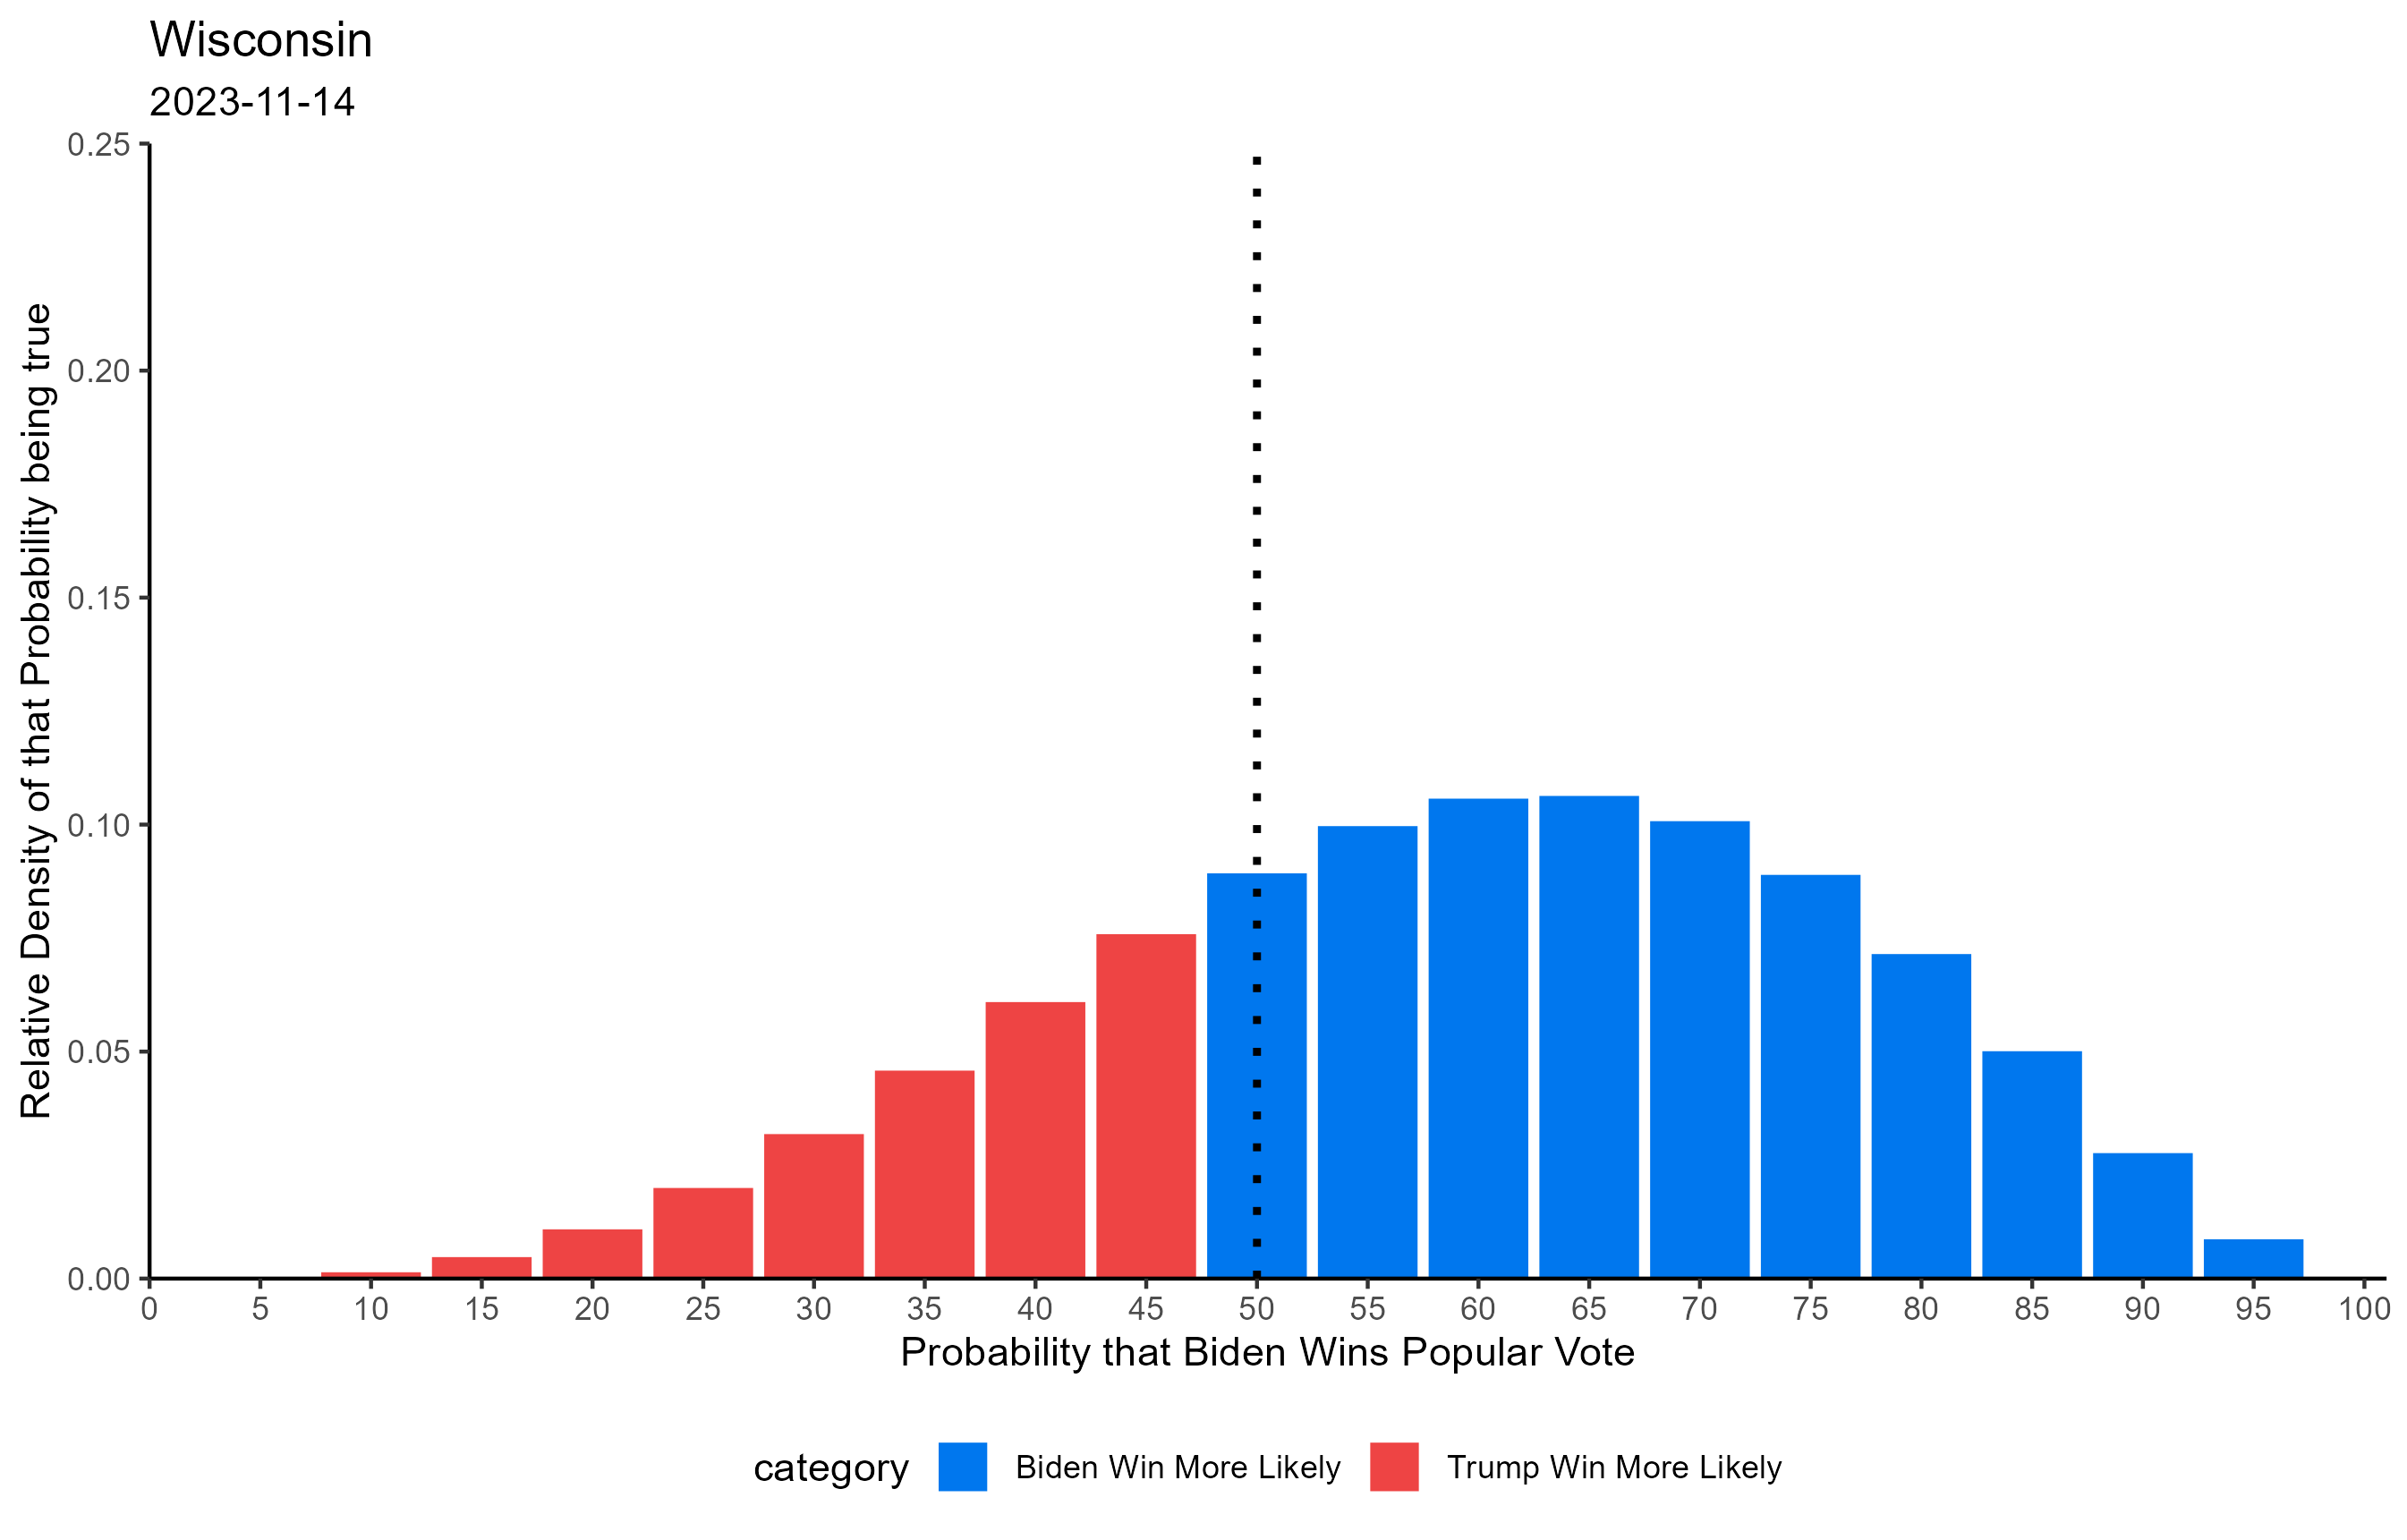 Wisconsin
2023-11-14
0.25
0.20
0.15
0.10
0.05
0.00
Relative Density of that Probability being true
0 5 10 15 20 25 30 35 40 45 50 55 60 65 70 75 80 85 90 95 100
Probability that Biden Wins Popular Vote
category Biden Win More Likely Trump Win More Likely